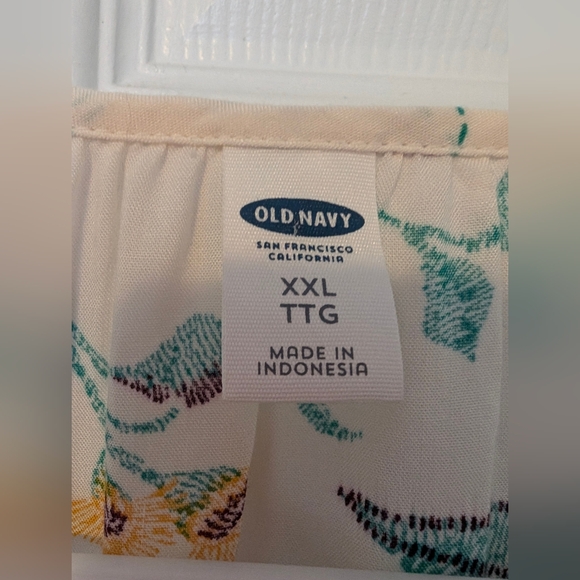 OLD NAVY
SAN FRANCISCO
CALIFORNIA
XXL
TTG
MADE IN
INDONESIA